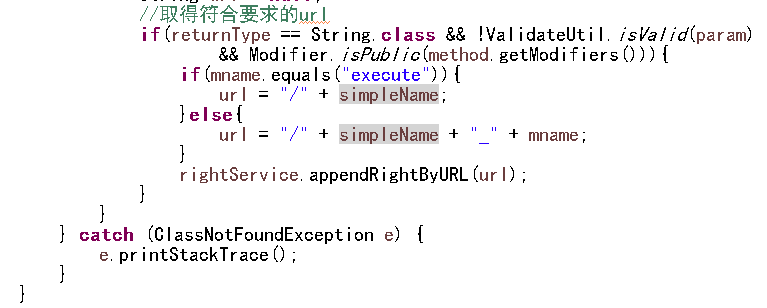 //取得符合要求的url
if(returnType == String.class && !ValidateUtil.isValid(param)
&& Modifier.isPublic(method.getModifiers())){
if(mname.equals("execute")){
url = "/" + simpleName;
}else{
url = "/" + simpleName + "_" + mname;
}
rightService.appendRightByURL(url);
}
}
} catch (ClassNotFoundException e) {
e.printStackTrace();
}
}